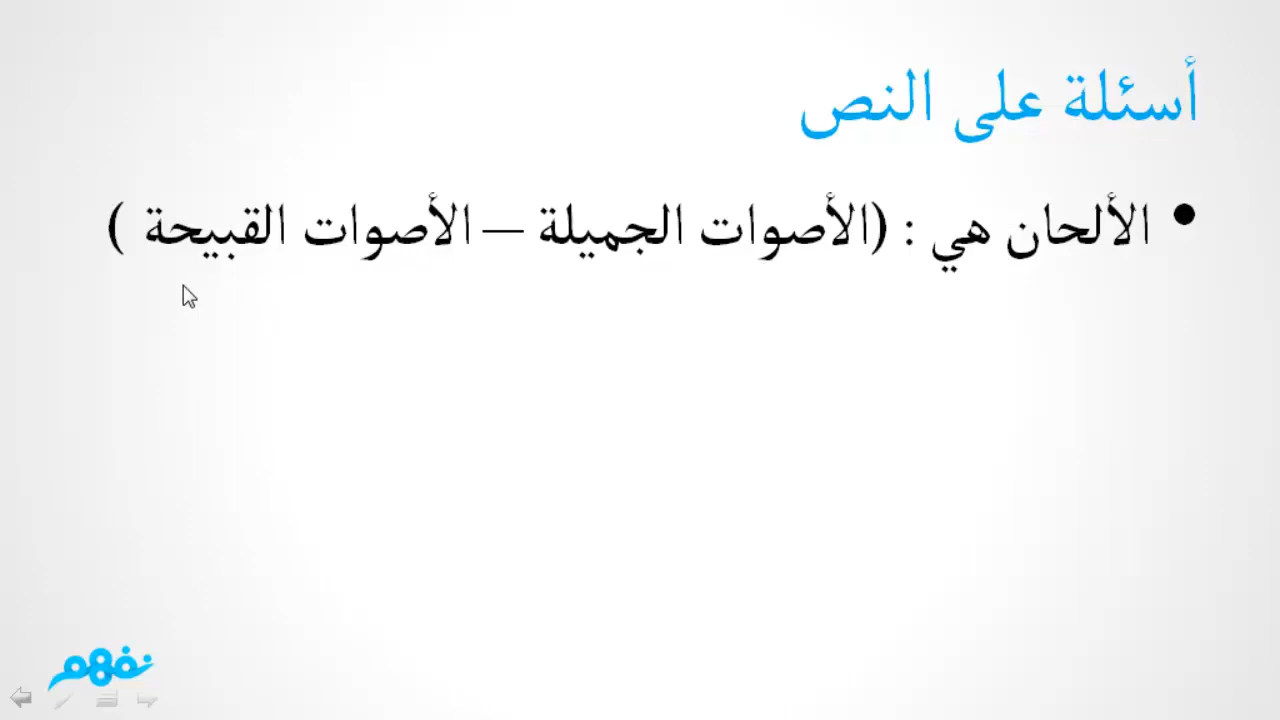 أسئلة على النص
• الألحان هي : (الأصوات الجميلة – الأصوات القبيحة )
نفهم